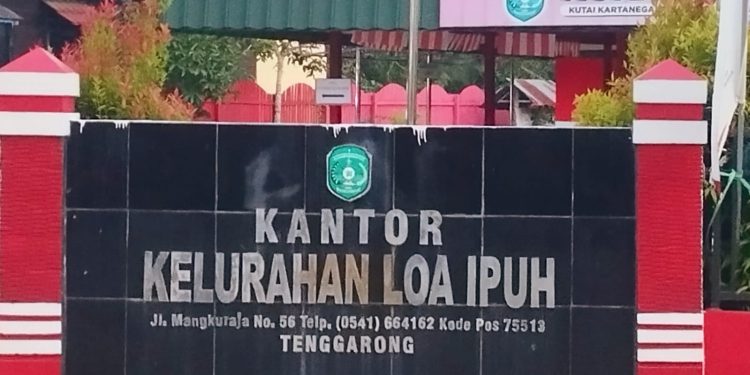 KUTAI KARTANEGA
KANTOR
KELURAHAN LOA IPUH
Jl. Mangkuraja No. 56 Telp. (0541) 664162 Kode Pos 75513
TENGGARONG